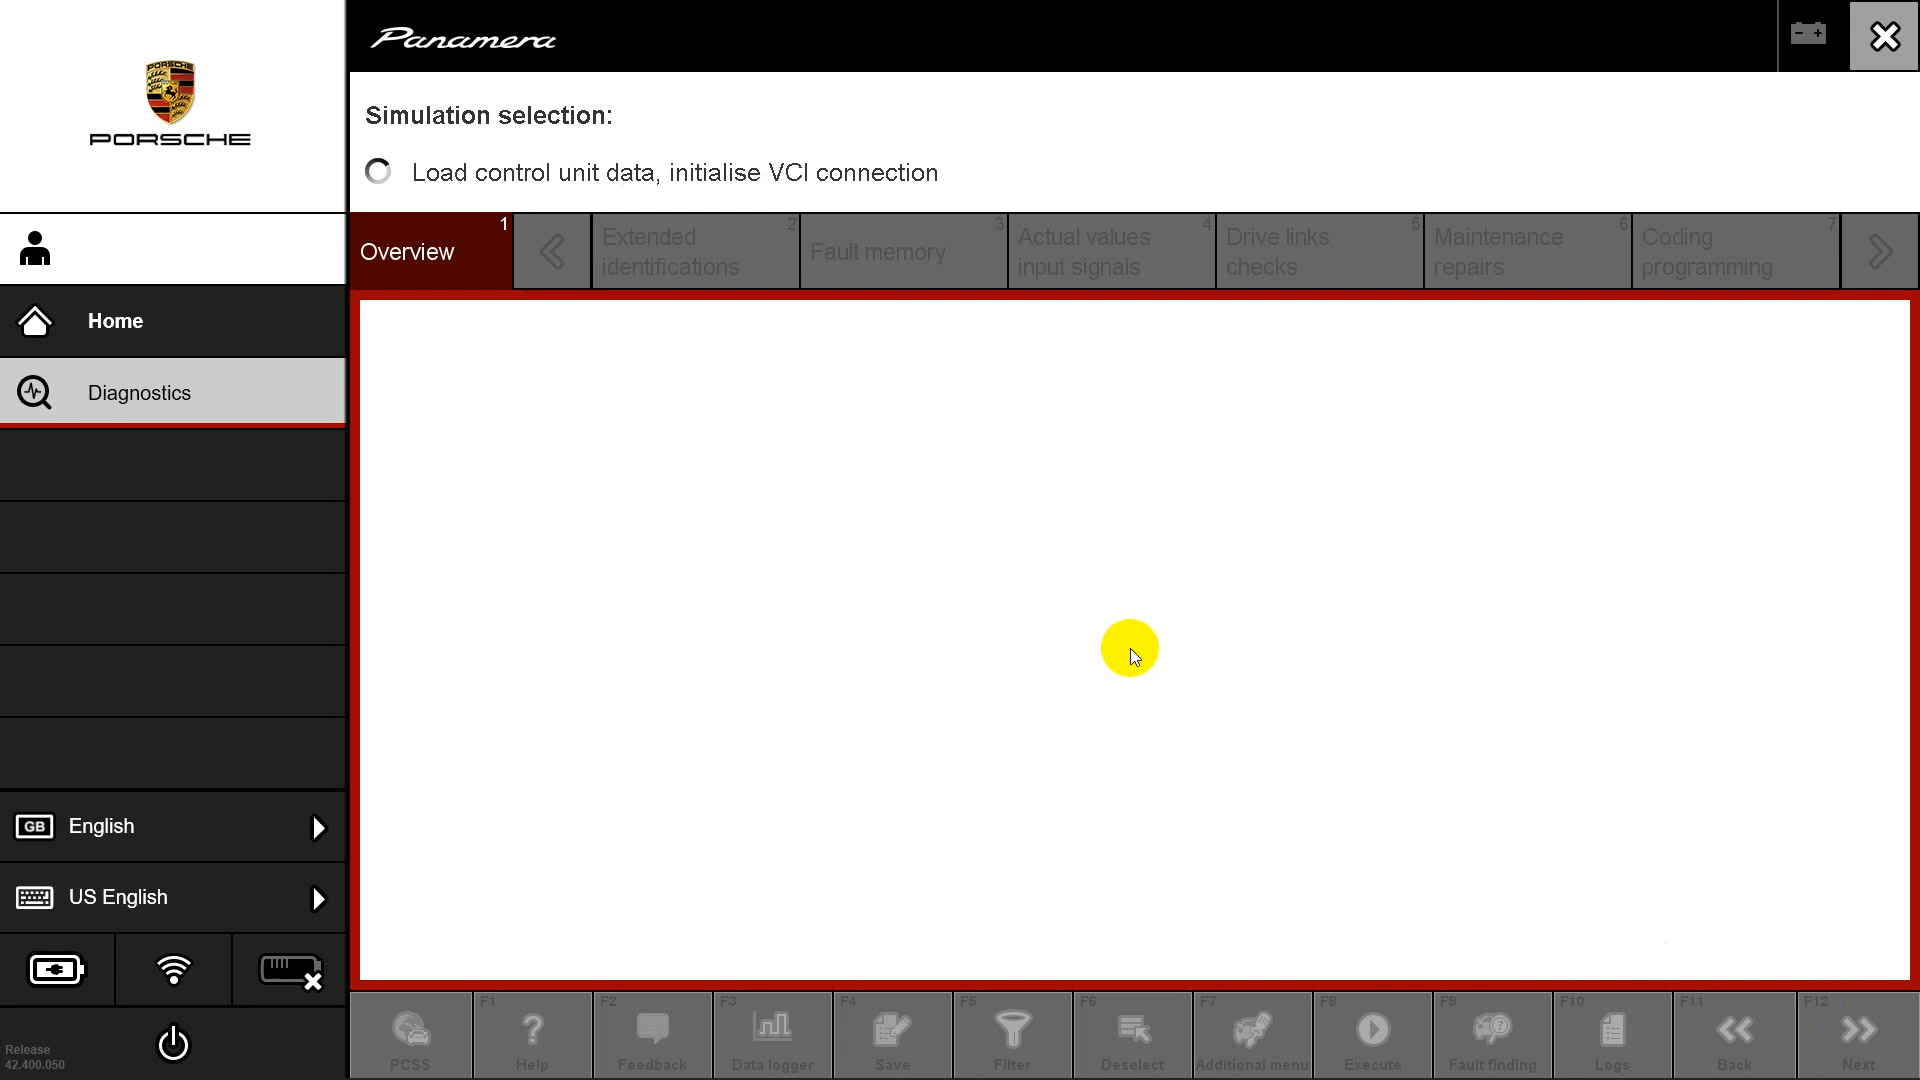 PORSCHE
PORSCHE
Panamera
- +
Simulation selection:
Load control unit data, initialise VCI connection
Overview 1
Extended identifications 2
Fault memory 3
Actual values input signals 4
Drive links checks 5
Maintenance repairs 6
Coding programming 7
Home
Diagnostics
GB English
US English
Release
42.400.050
PCSS
F1 Help
F2 Feedback
F3 Data logger
F4 Save
F5 Filter
F6 Deselect
F7 Additional menu
F8 Execute
F9 Fault finding
F10 Logs
F11 Back
F12 Next